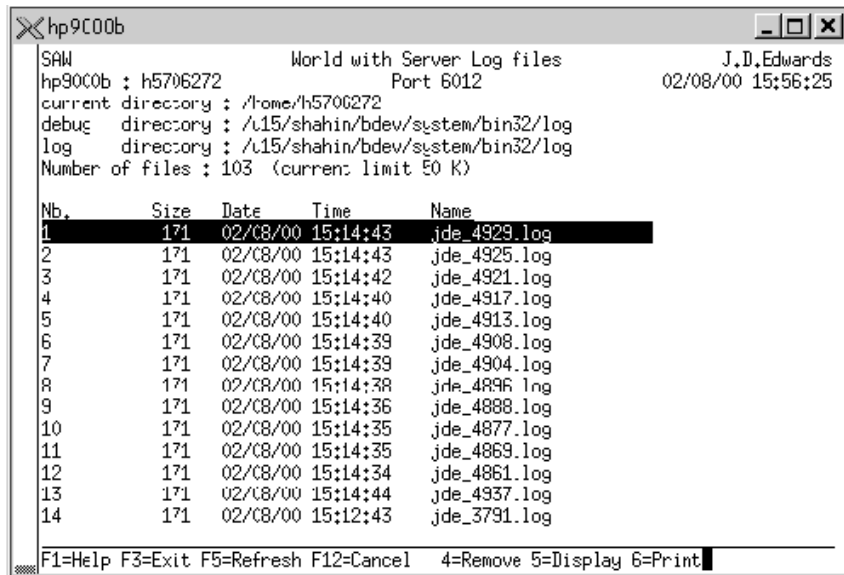 hp9000b
SAW World with Server Log files J.D.Edwards
hp9000b : h5706272 Port 6012 02/08/00 15:56:25
current directory : /home/h5706272
debug directory : /u15/shahin/bdev/system/bin32/log
log directory : /u15/shahin/bdev/system/bin32/log
Number of files : 103 (current limit 50 K)
Nb. Size Date Time Name
1 171 02/08/00 15:14:43 jde_4929.log
2 171 02/08/00 15:14:43 jde_4925.log
3 171 02/08/00 15:14:42 jde_4921.log
4 171 02/08/00 15:14:40 jde_4917.log
5 171 02/08/00 15:14:40 jde_4913.log
6 171 02/08/00 15:14:39 jde_4908.log
7 171 02/08/00 15:14:39 jde_4904.log
8 171 02/08/00 15:14:38 jde_4896.log
9 171 02/08/00 15:14:36 jde_4888.log
10 171 02/08/00 15:14:35 jde_4877.log
11 171 02/08/00 15:14:35 jde_4869.log
12 171 02/08/00 15:14:34 jde_4861.log
13 171 02/08/00 15:14:44 jde_4937.log
14 171 02/08/00 15:12:43 jde_3791.log
F1=Help F3=Exit F5=Refresh F12=Cancel 4=Remove 5=Display 6=Print